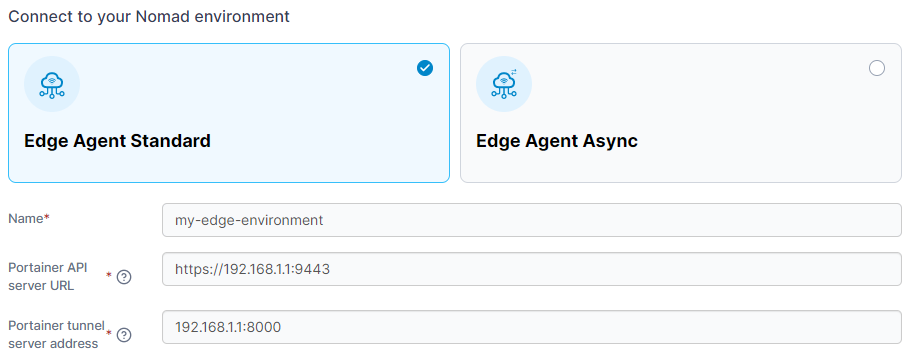 Connect to your Nomad environment
Edge Agent Standard
Edge Agent Async
Name*
my-edge-environment
Portainer API
server URL
*
https://192.168.1.1:9443
Portainer tunnel
server address
*
192.168.1.1:8000